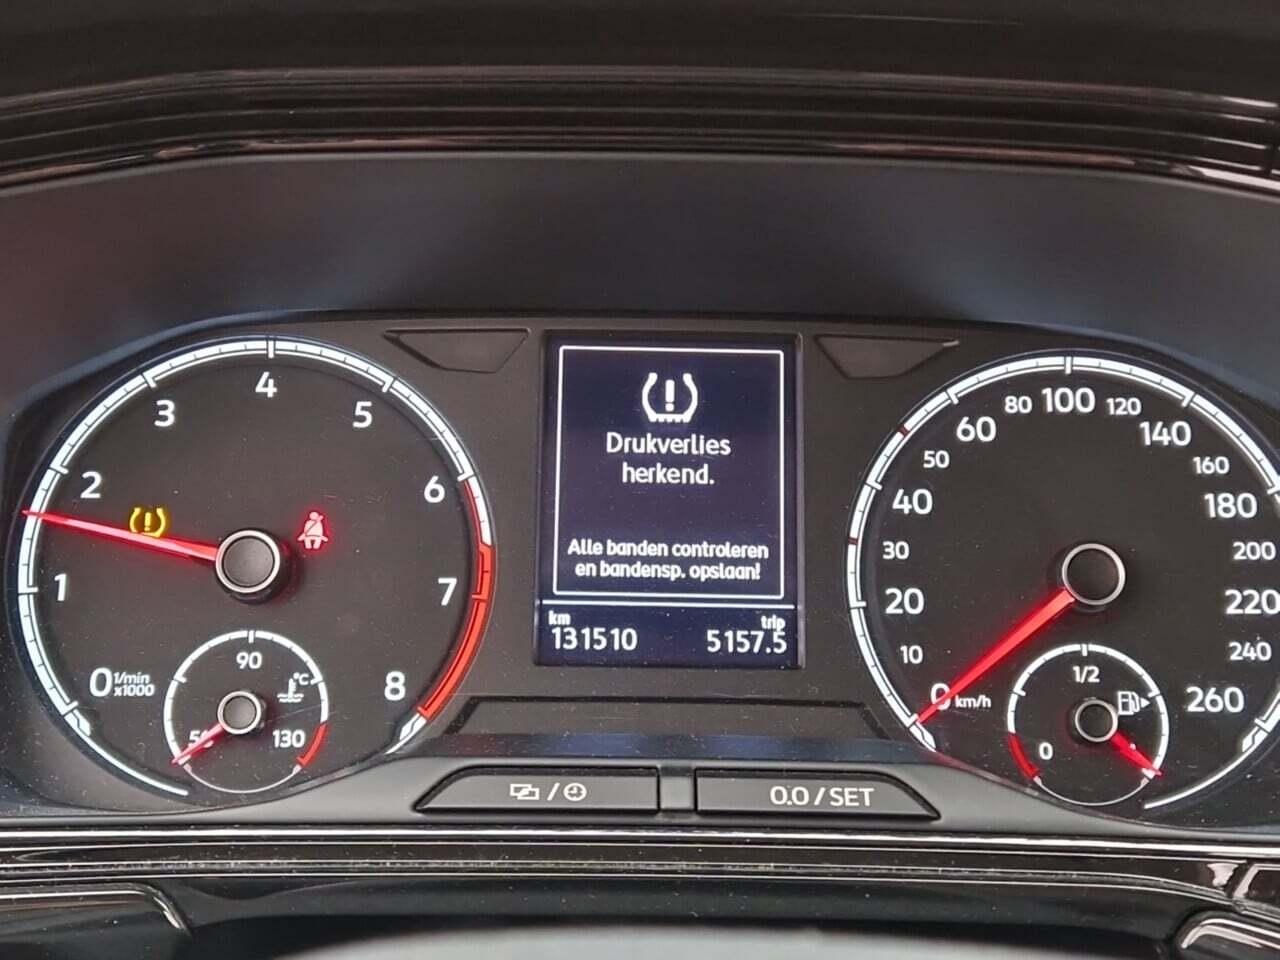 4
3
5
2
6
1
7
0 1/min
x1000
8
90
°C
50
130
Drukverlies
herkend.
Alle banden controleren
en bandensp. opslaan!
km
trip
131510
5157.5
80 100 120
60
140
50
160
40
180
30
200
20
220
10
240
0 km/h
260
1/2
0
/
0.0 / SET